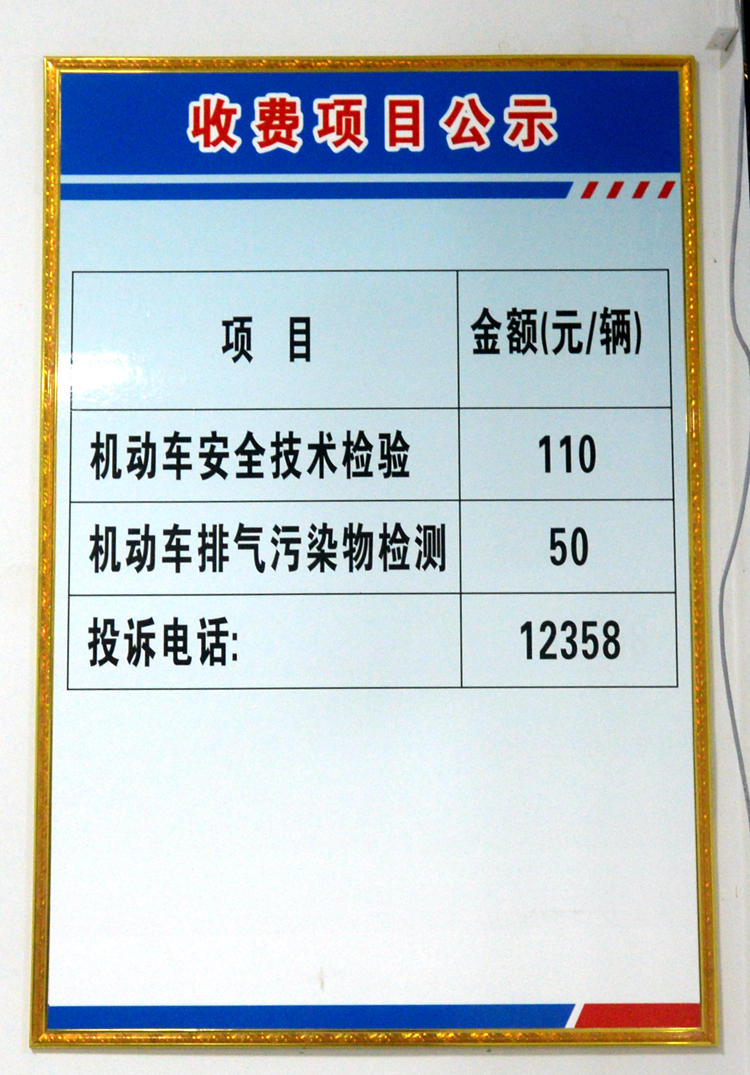 收费项目公示
项 目 金额(元/辆)
机动车安全技术检验 110
机动车排气污染物检测 50
投诉电话: 12358